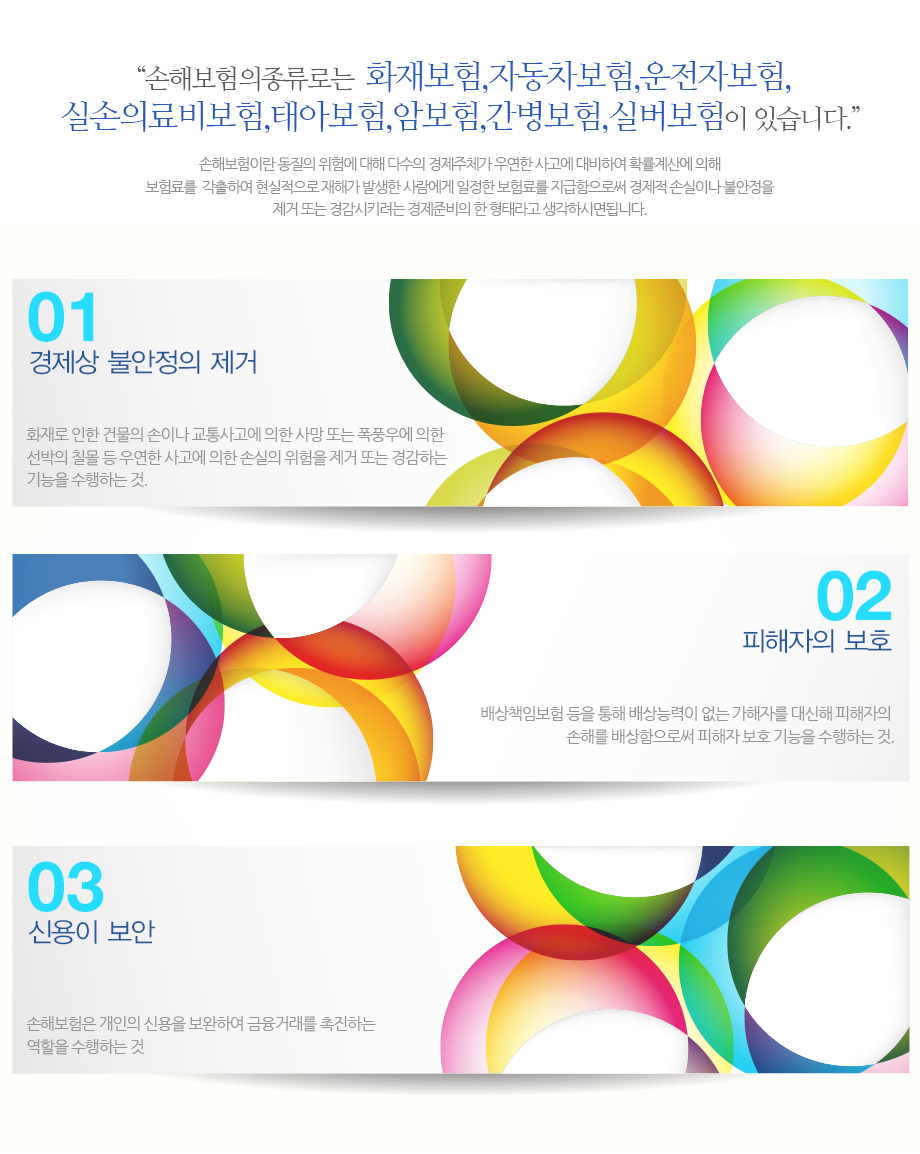 “손해보험의종류로는 화재보험,자동차보험,운전자보험,
실손의료비보험,태아보험,암보험,간병보험,실버보험이 있습니다.”
손해보험이란 동질의 위험에 대해 다수의 경제주체가 우연한 사고에 대비하여 확률계산에 의해
보험료를 각출하여 현실적으로 재해가 발생한 사람에게 일정한 보험료를 지급함으로써 경제적 손실이나 불안정을
제거 또는 경감시키려는 경제준비의 한 형태라고 생각하시면됩니다.
01
경제상 불안정의 제거
화재로 인한 건물의 손이나 교통사고에 의한 사망 또는 폭풍우에 의한
선박의 칠몰 등 우연한 사고에 의한 손실의 위험을 제거 또는 경감하는
기능을 수행하는 것.
02
피해자의 보호
배상책임보험 등을 통해 배상능력이 없는 가해자를 대신해 피해자의
손해를 배상함으로써 피해자 보호 기능을 수행하는 것.
03
신용이 보안
손해보험은 개인의 신용을 보완하여 금융거래를 촉진하는
역할을 수행하는 것